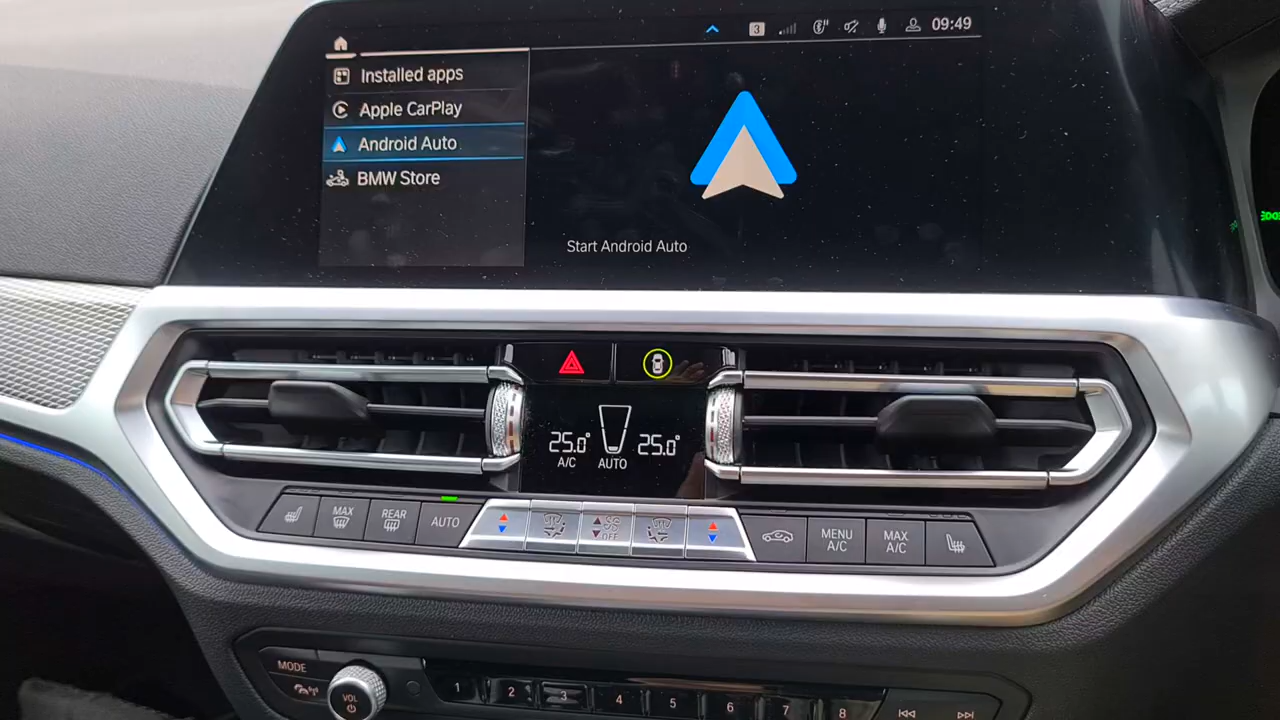 3
09:49
Installed apps
Apple CarPlay
Android Auto
BMW Store
Start Android Auto
25.0°
25.0°
A/C
AUTO
MAX
REAR
AUTO
OFF
MENU
A/C
MAX
A/C
MODE
VOL
1
2
3
4
5
6
7
8